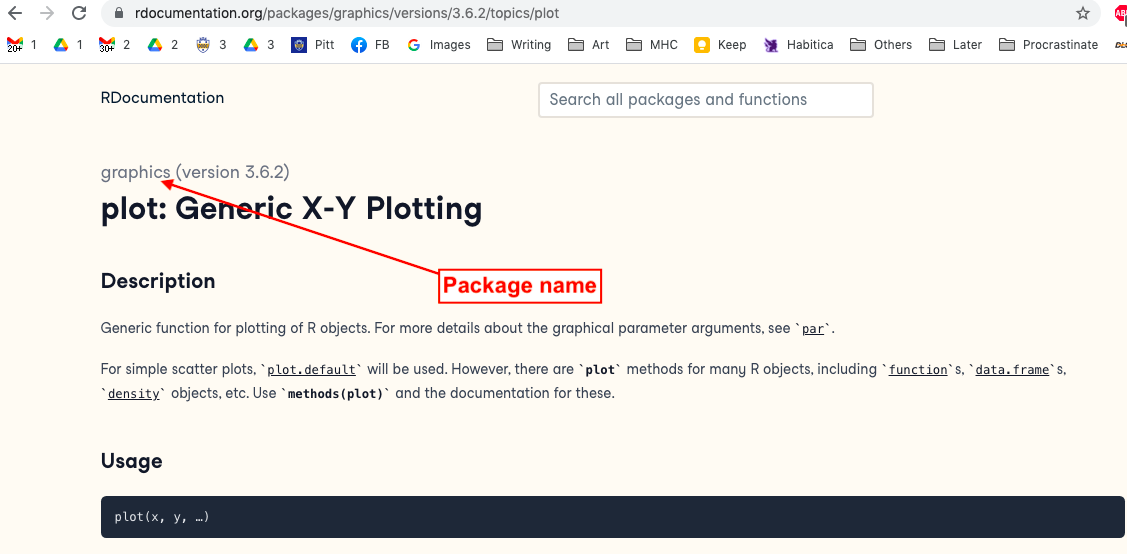 rdocumentation.org/packages/graphics/versions/3.6.2/topics/plot
20+ 1 1 30+ 2 2 3 3 Pitt FB Images Writing Art MHC Keep Habitica Others Later Procrastinate
RDocumentation
Search all packages and functions
graphics (version 3.6.2)
plot: Generic X-Y Plotting
Package name
Description
Generic function for plotting of R objects. For more details about the graphical parameter arguments, see `par`.
For simple scatter plots, `plot.default` will be used. However, there are `plot` methods for many R objects, including `function`s, `data.frame`s,
`density` objects, etc. Use `methods(plot)` and the documentation for these.
Usage
plot(x, y, …)